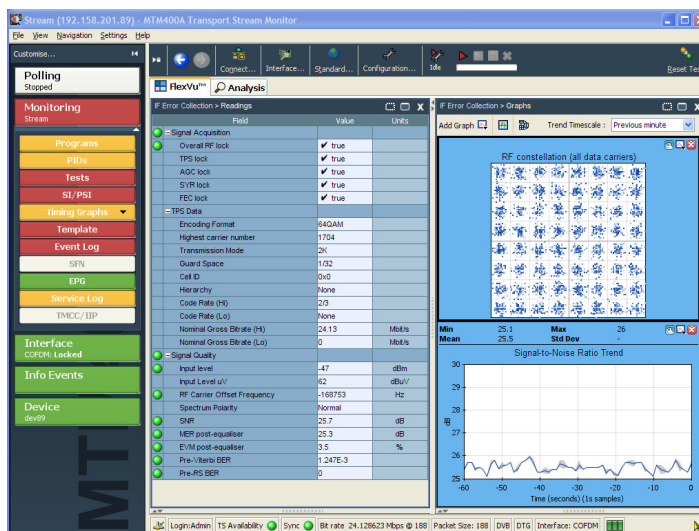 Stream (192.158.201.89) - MTM400A Transport Stream Monitor
File View Navigation Settings Help
Customise...
Polling
Stopped
Monitoring
Stream
Programs
PIDs
Tests
SI/PSI
Timing Graphs
Template
Event Log
SFN
EPG
Service Log
TMCC/IIP
Interface
COFDM: Locked
Info Events
Device
dev89
Connect... Interface... Standard... Configuration... Idle
Reset Tes
FlexVu™ Analysis
IF Error Collection > Readings
Field Value Units
Signal Acquisition
Overall RF lock ✔ true
TPS lock ✔ true
AGC lock ✔ true
SYR lock ✔ true
FEC lock ✔ true
TPS Data
Encoding Format 64QAM
Highest carrier number 1704
Transmission Mode 2K
Guard Space 1/32
Cell ID 0x0
Hierarchy None
Code Rate (Hi) 2/3
Code Rate (Lo) None
Nominal Gross Bitrate (Hi) 24.13 Mbit/s
Nominal Gross Bitrate (Lo) 0 Mbit/s
Signal Quality
Input level -47 dBm
Input Level uV 62 dBuV
RF Carrier Offset Frequency -168753 Hz
Spectrum Polarity Normal
SNR 25.7 dB
MER post-equaliser 25.3 dB
EVM post-equaliser 3.5 %
Pre-Viterbi BER 1.247E-3
Pre-RS BER 0
IF Error Collection > Graphs
Add Graph Trend Timescale : Previous minute
RF constellation (all data carriers)
Min 25.1 Max 26
Mean 25.5 Std Dev -
Signal-to-Noise Ratio Trend
dB
30
29
28
27
26
25
-60 -50 -40 -30 -20 -10 0
Time (seconds) (1s samples)
Login:Admin TS Availability Sync Bit rate 24.128623 Mbps @ 188 Packet Size: 188 DVB DTG Interface: COFDM
MT